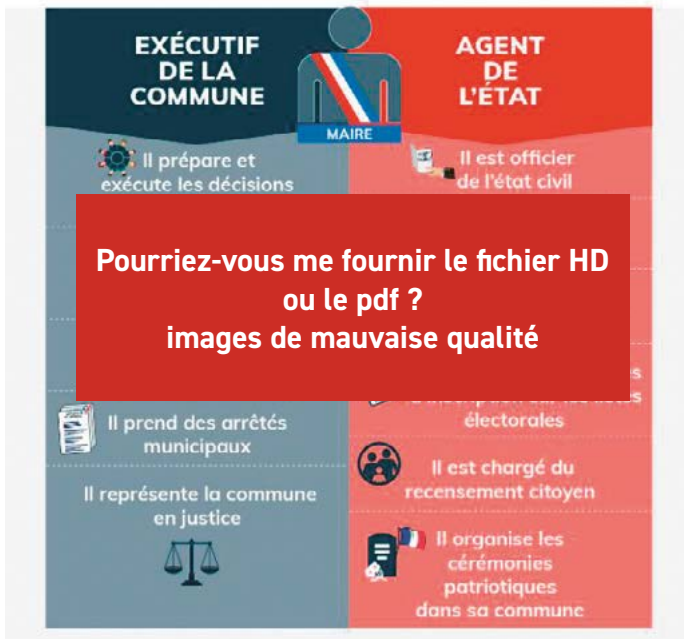 EXÉCUTIF
DE LA
COMMUNE
AGENT
DE
L'ÉTAT
MAIRE
Il prépare et
exécute les décisions
Il est officier
de l'état civil
Pourriez-vous me fournir le fichier HD
ou le pdf ?
images de mauvaise qualité
électorales
Il prend des arrêtés
municipaux
Il est chargé du
recensement citoyen
Il représente la commune
en justice
Il organise les
cérémonies
patriotiques
dans sa commune